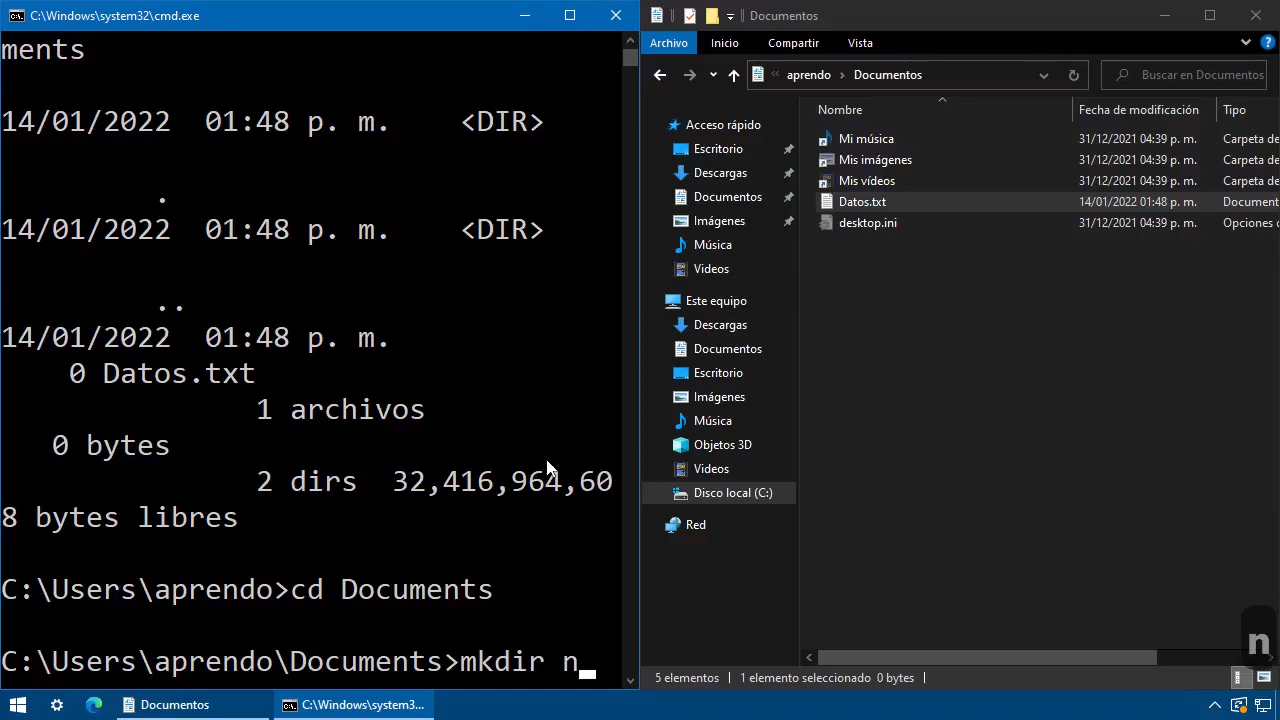 C:\Windows\system32\cmd.exe
ments
14/01/2022 01:48 p. m. <DIR>
.
14/01/2022 01:48 p. m. <DIR>
..
14/01/2022 01:48 p. m.
0 Datos.txt
1 archivos
0 bytes
2 dirs 32,416,964,60
8 bytes libres
C:\Users\aprendo>cd Documents
C:\Users\aprendo\Documents>mkdir n
Documentos
Archivo Inicio Compartir Vista
aprendo Documentos
Buscar en Documentos
Nombre Fecha de modificación Tipo
Acceso rápido
Escritorio
Descargas
Documentos
Imágenes
Música
Videos
Este equipo
Descargas
Documentos
Escritorio
Imágenes
Música
Objetos 3D
Videos
Disco local (C:)
Red
Mi música 31/12/2021 04:39 p. m. Carpeta de
Mis imágenes 31/12/2021 04:39 p. m. Carpeta de
Mis vídeos 31/12/2021 04:39 p. m. Carpeta de
Datos.txt 14/01/2022 01:48 p. m. Document
desktop.ini 31/12/2021 04:39 p. m. Opciones
n
5 elementos 1 elemento seleccionado 0 bytes
Documentos
C:\Windows\system3...